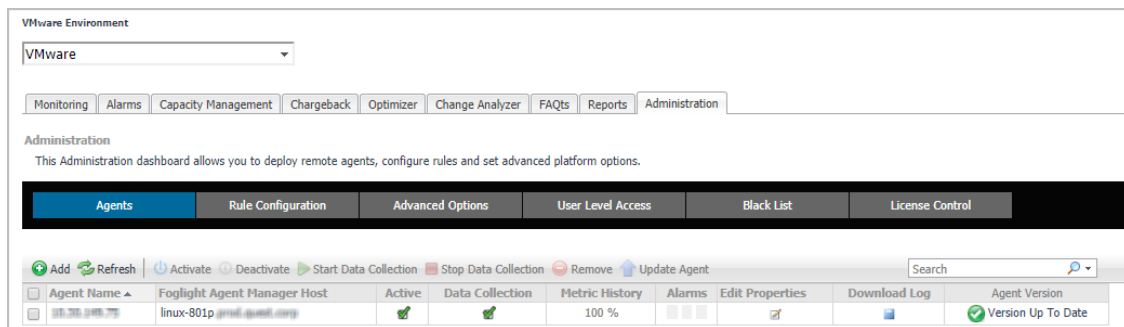 VMware Environment
VMware
Monitoring Alarms Capacity Management Chargeback Optimizer Change Analyzer FAQts Reports Administration
Administration
This Administration dashboard allows you to deploy remote agents, configure rules and set advanced platform options.
Agents Rule Configuration Advanced Options User Level Access Black List License Control
Add Refresh Activate Deactivate Start Data Collection Stop Data Collection Remove Update Agent Search
Agent Name Foglight Agent Manager Host Active Data Collection Metric History Alarms Edit Properties Download Log Agent Version
linux-801p 100 % Version Up To Date